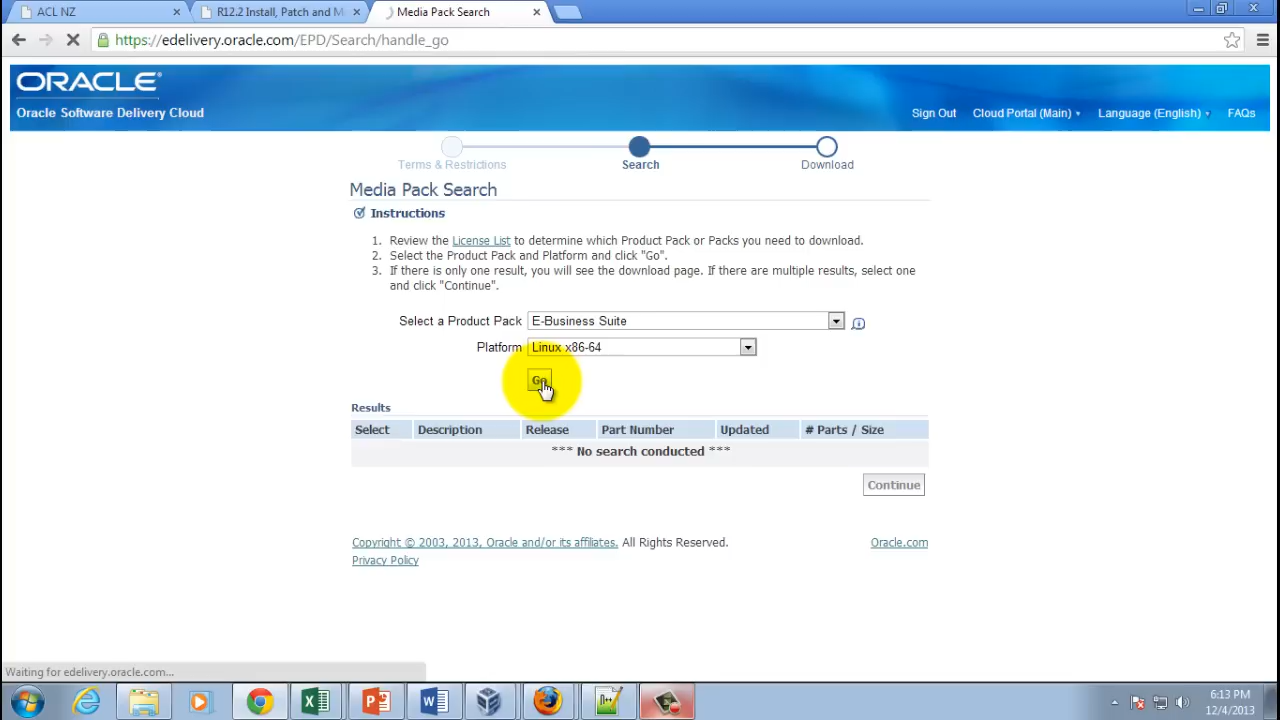 ACL NZ
R12.2 Install, Patch and M
Media Pack Search
https://edelivery.oracle.com/EPD/Search/handle_go
ORACLE®
Oracle Software Delivery Cloud
Sign Out
Cloud Portal (Main)
Language (English)
FAQs
Terms & Restrictions
Search
Download
Media Pack Search
Instructions
1. Review the License List to determine which Product Pack or Packs you need to download.
2. Select the Product Pack and Platform and click "Go".
3. If there is only one result, you will see the download page. If there are multiple results, select one
and click "Continue".
Select a Product Pack E-Business Suite
Platform Linux x86-64
Go
Results
Select Description Release Part Number Updated # Parts / Size
*** No search conducted ***
Continue
Copyright © 2003, 2013, Oracle and/or its affiliates. All Rights Reserved.
Oracle.com
Privacy Policy
Waiting for edelivery.oracle.com...
6:13 PM
12/4/2013